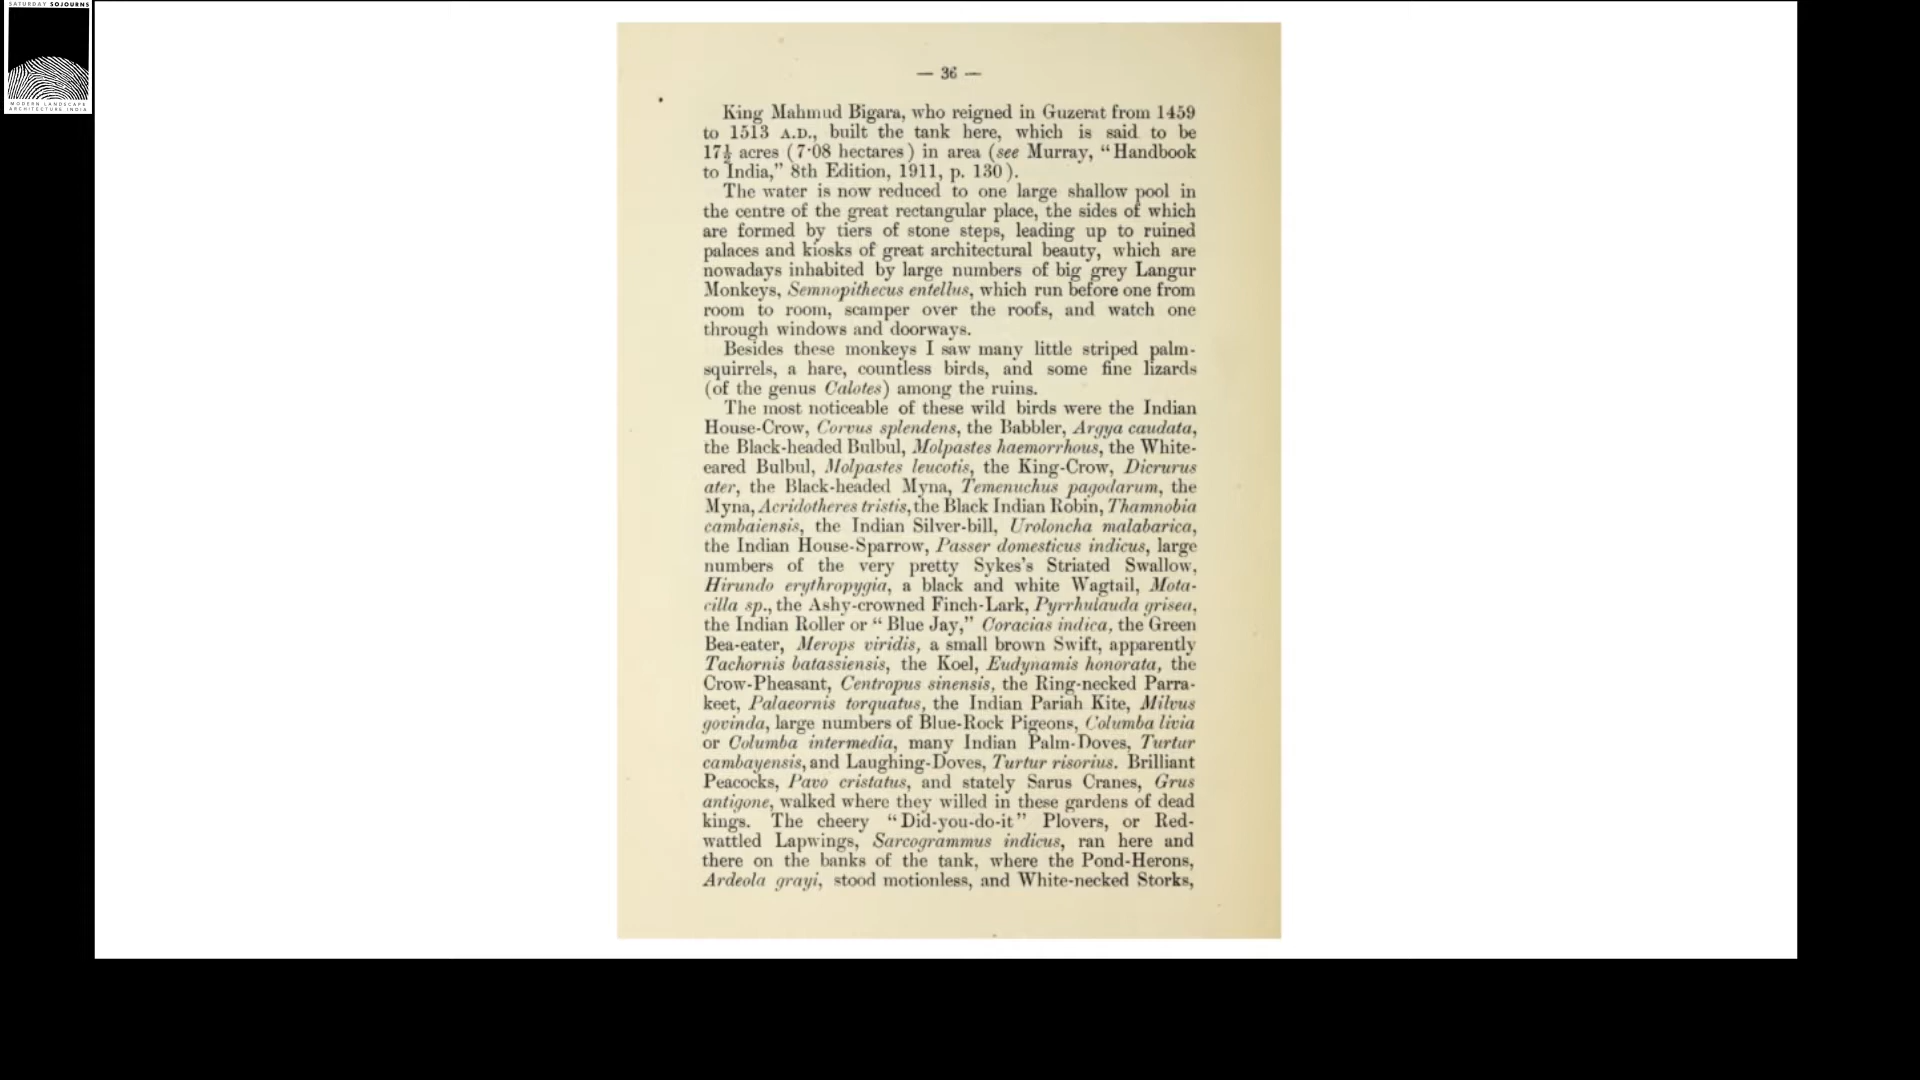 SATURDAY SOJOURNS
MODERN LANDSCAPE
ARCHITECTURE INDIA
— 36 —
King Mahmud Bigara, who reigned in Guzerat from 1459
to 1513 A.D., built the tank here, which is said to be
17½ acres (7·08 hectares) in area (see Murray, “Handbook
to India,” 8th Edition, 1911, p. 130).
The water is now reduced to one large shallow pool in
the centre of the great rectangular place, the sides of which
are formed by tiers of stone steps, leading up to ruined
palaces and kiosks of great architectural beauty, which are
nowadays inhabited by large numbers of big grey Langur
Monkeys, Semnopithecus entellus, which run before one from
room to room, scamper over the roofs, and watch one
through windows and doorways.
Besides these monkeys I saw many little striped palm-
squirrels, a hare, countless birds, and some fine lizards
(of the genus Calotes) among the ruins.
The most noticeable of these wild birds were the Indian
House-Crow, Corvus splendens, the Babbler, Argya caudata,
the Black-headed Bulbul, Molpastes haemorrhous, the White-
eared Bulbul, Molpastes leucotis, the King-Crow, Dicrurus
ater, the Black-headed Myna, Temenuchus pagodarum, the
Myna, Acridotheres tristis, the Black Indian Robin, Thamnobia
cambaiensis, the Indian Silver-bill, Uroloncha malabarica,
the Indian House-Sparrow, Passer domesticus indicus, large
numbers of the very pretty Sykes's Striated Swallow,
Hirundo erythropygia, a black and white Wagtail, Mota-
cilla sp., the Ashy-crowned Finch-Lark, Pyrrhulauda grisea,
the Indian Roller or “Blue Jay,” Coracias indica, the Green
Bea-eater, Merops viridis, a small brown Swift, apparently
Tachornis batassiensis, the Koel, Eudynamis honorata, the
Crow-Pheasant, Centropus sinensis, the Ring-necked Parra-
keet, Palaeornis torquatus, the Indian Pariah Kite, Milvus
govinda, large numbers of Blue-Rock Pigeons, Columba livia
or Columba intermedia, many Indian Palm-Doves, Turtur
cambayensis, and Laughing-Doves, Turtur risorius. Brilliant
Peacocks, Pavo cristatus, and stately Sarus Cranes, Grus
antigone, walked where they willed in these gardens of dead
kings. The cheery “Did-you-do-it” Plovers, or Red-
wattled Lapwings, Sarcogrammus indicus, ran here and
there on the banks of the tank, where the Pond-Herons,
Ardeola grayi, stood motionless, and White-necked Storks,